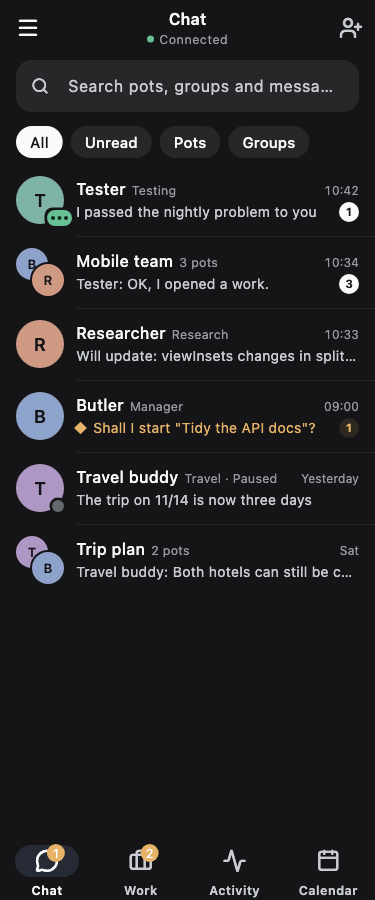 Chat
Connected
Search pots, groups and messa...
All Unread Pots Groups
T Tester Testing 10:42
I passed the nightly problem to you 1
B R Mobile team 3 pots 10:34
Tester: OK, I opened a work. 3
R Researcher Research 10:33
Will update: viewInsets changes in split...
B Butler Manager 09:00
Shall I start "Tidy the API docs"? 1
T Travel buddy Travel · Paused Yesterday
The trip on 11/14 is now three days
T B Trip plan 2 pots Sat
Travel buddy: Both hotels can still be c...
1 2
Chat Work Activity Calendar